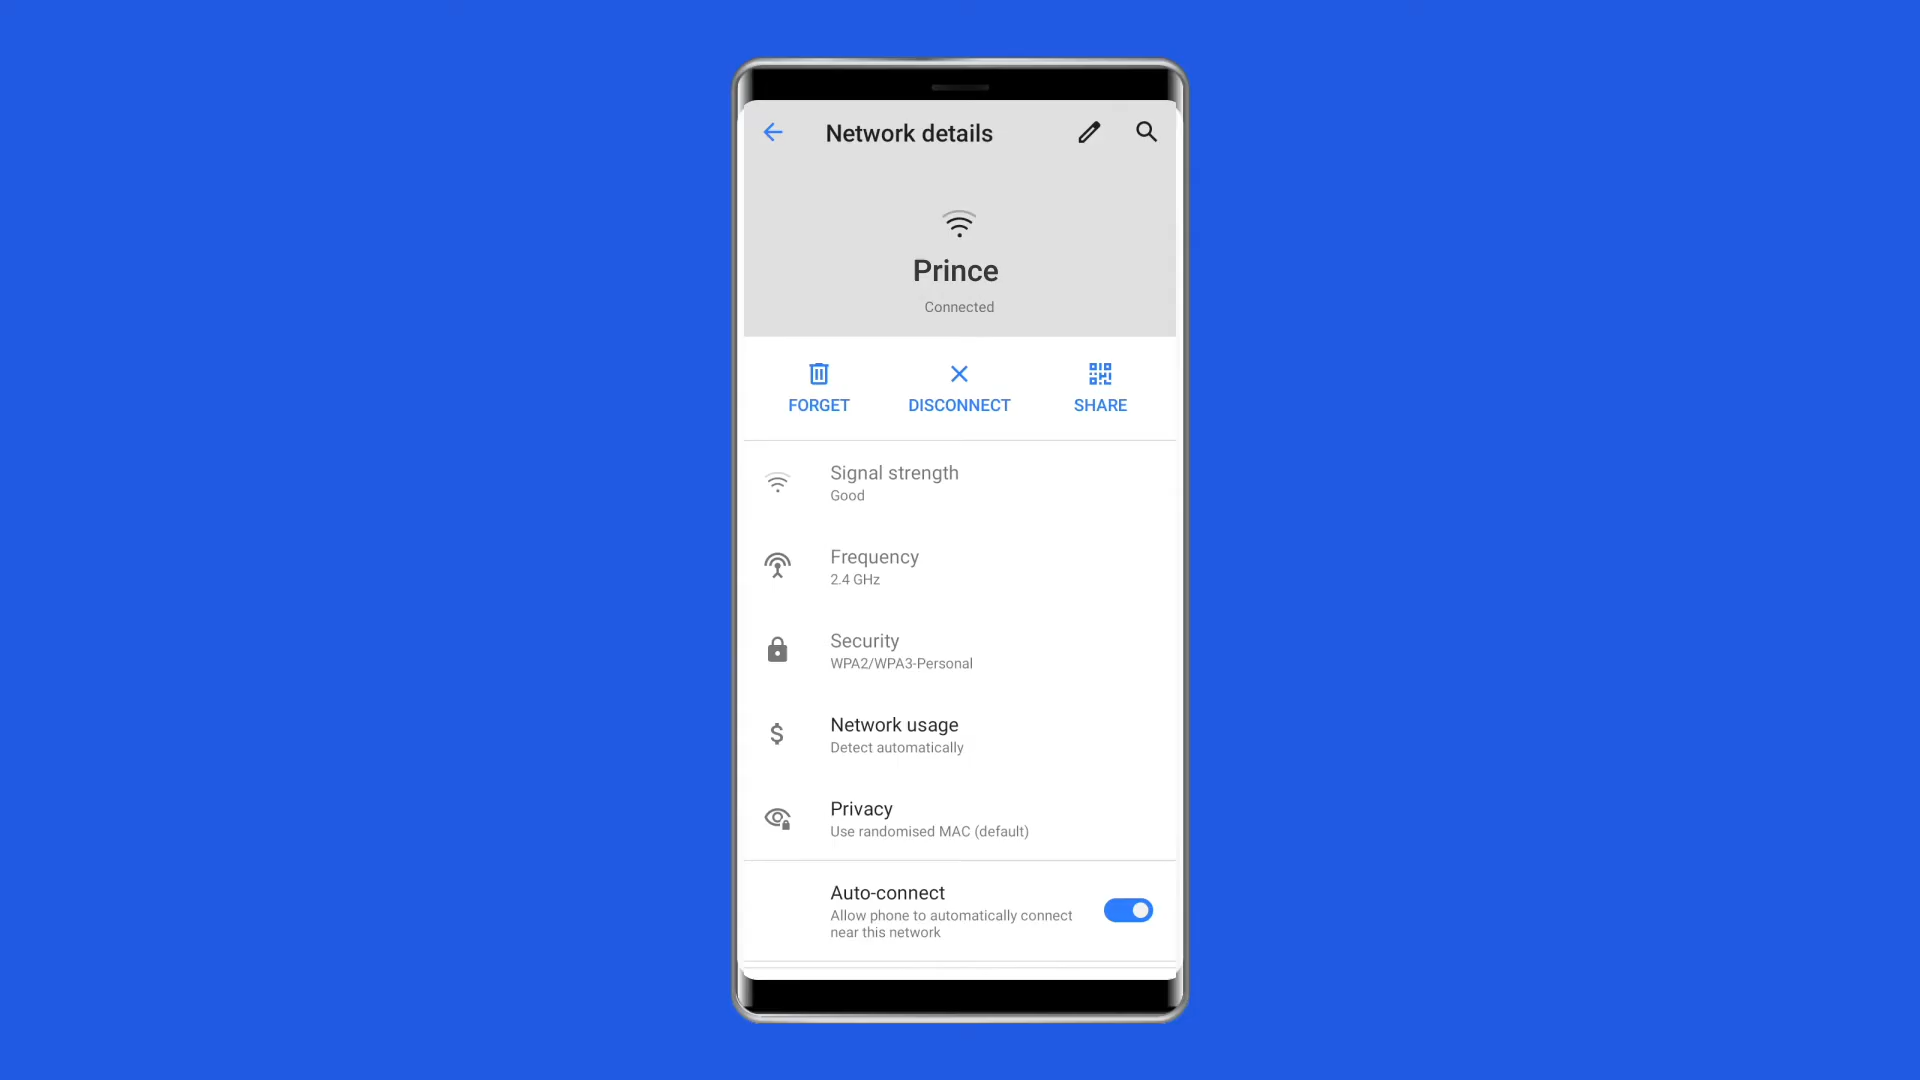 Network details
Prince
Connected
FORGET
DISCONNECT
SHARE
Signal strength
Good
Frequency
2.4 GHz
Security
WPA2/WPA3-Personal
Network usage
Detect automatically
Privacy
Use randomised MAC (default)
Auto-connect
Allow phone to automatically connect
near this network